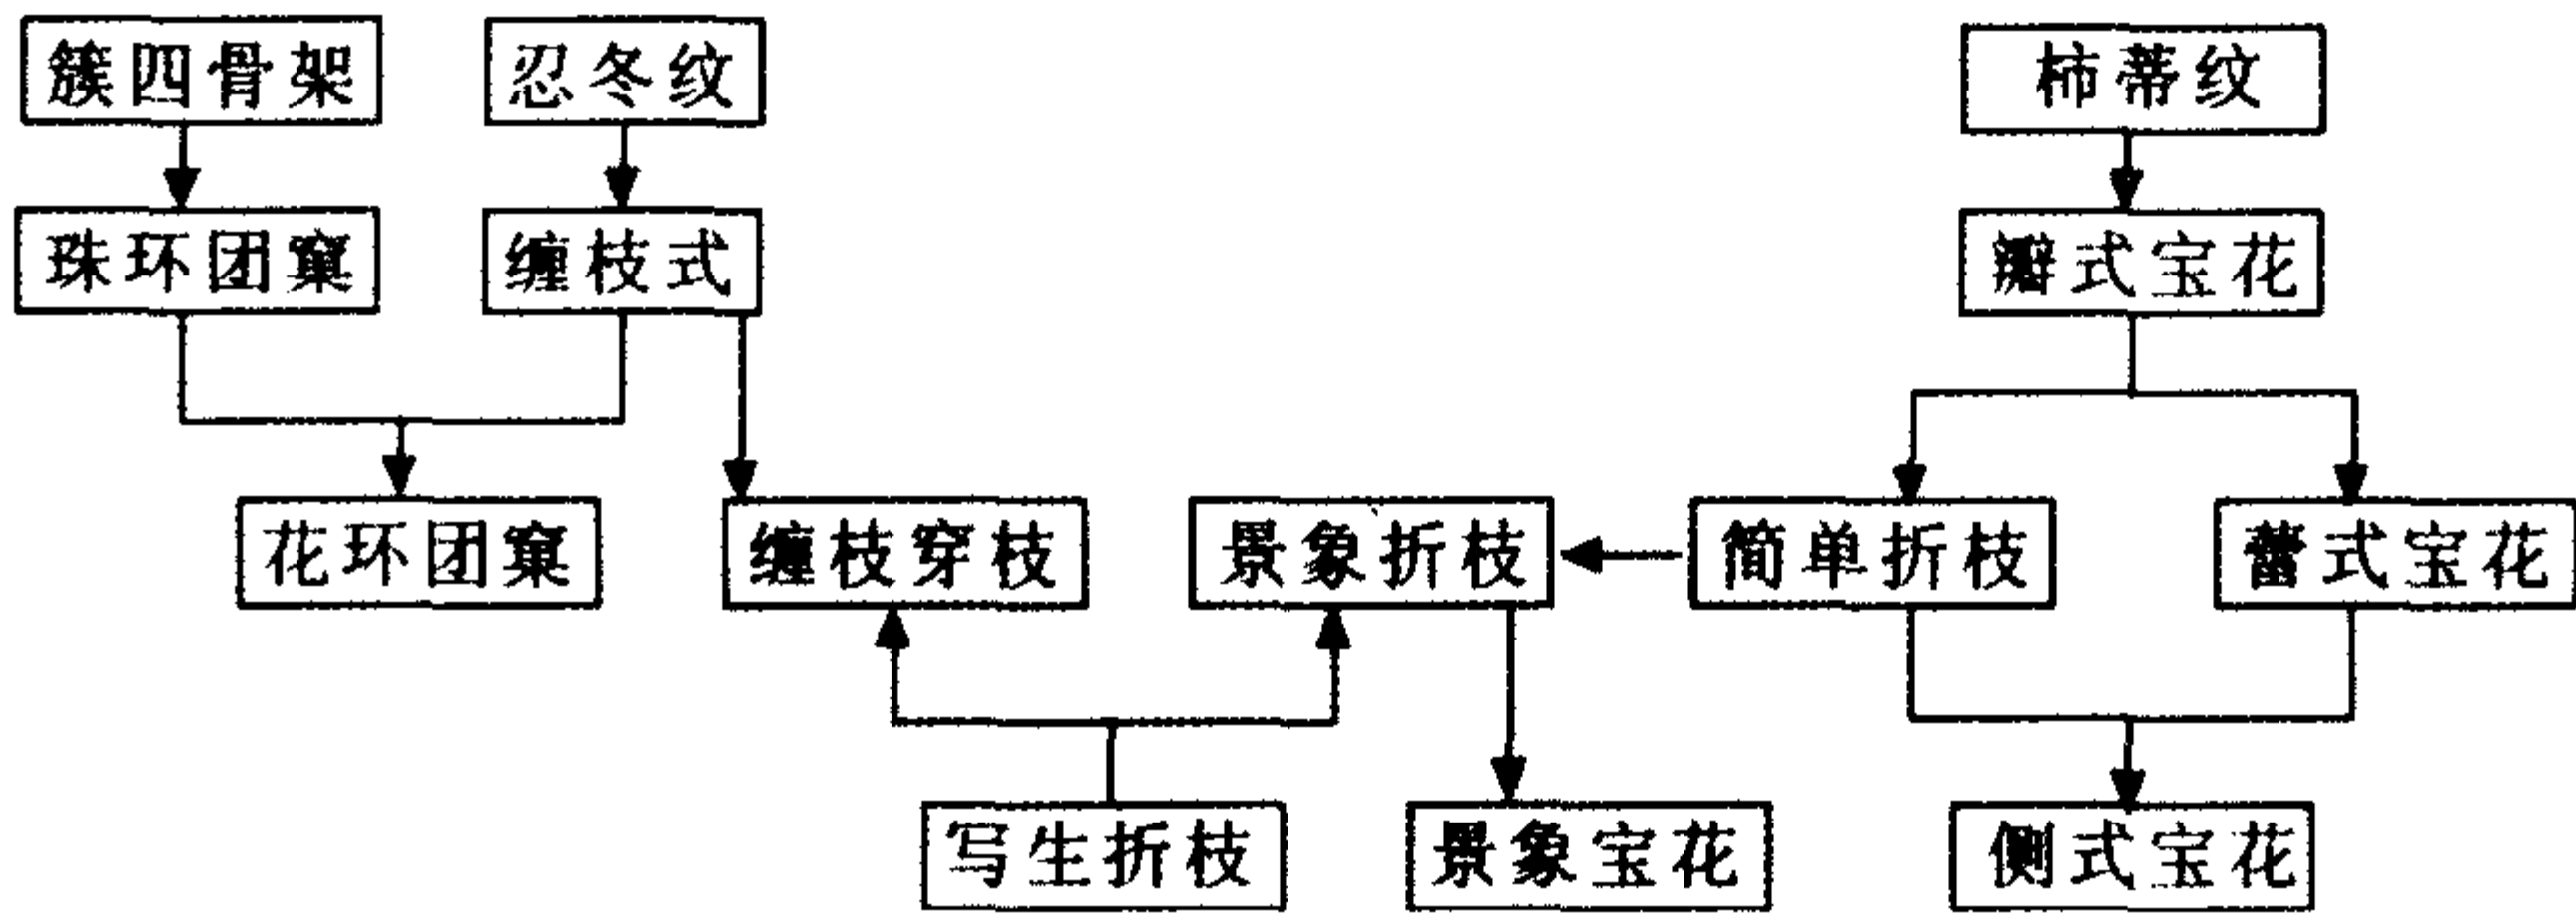 簇四骨架
忍冬纹
柿蒂纹
珠环团窠
缠枝式
瓣式宝花
花环团窠
缠枝穿枝
景象折枝
简单折枝
蕾式宝花
写生折枝
景象宝花
侧式宝花